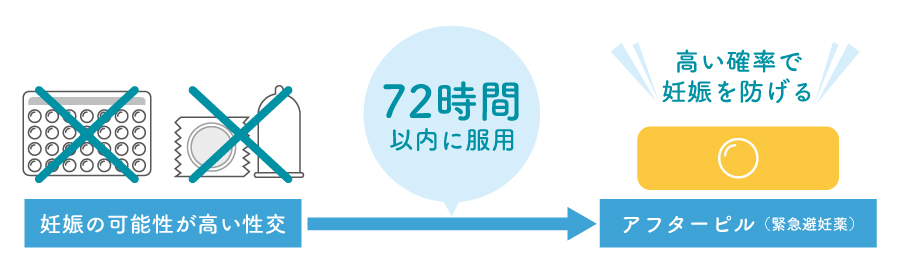 妊娠の可能性が高い性交
72時間
以内に服用
高い確率で
妊娠を防げる
アフターピル（緊急避妊薬）